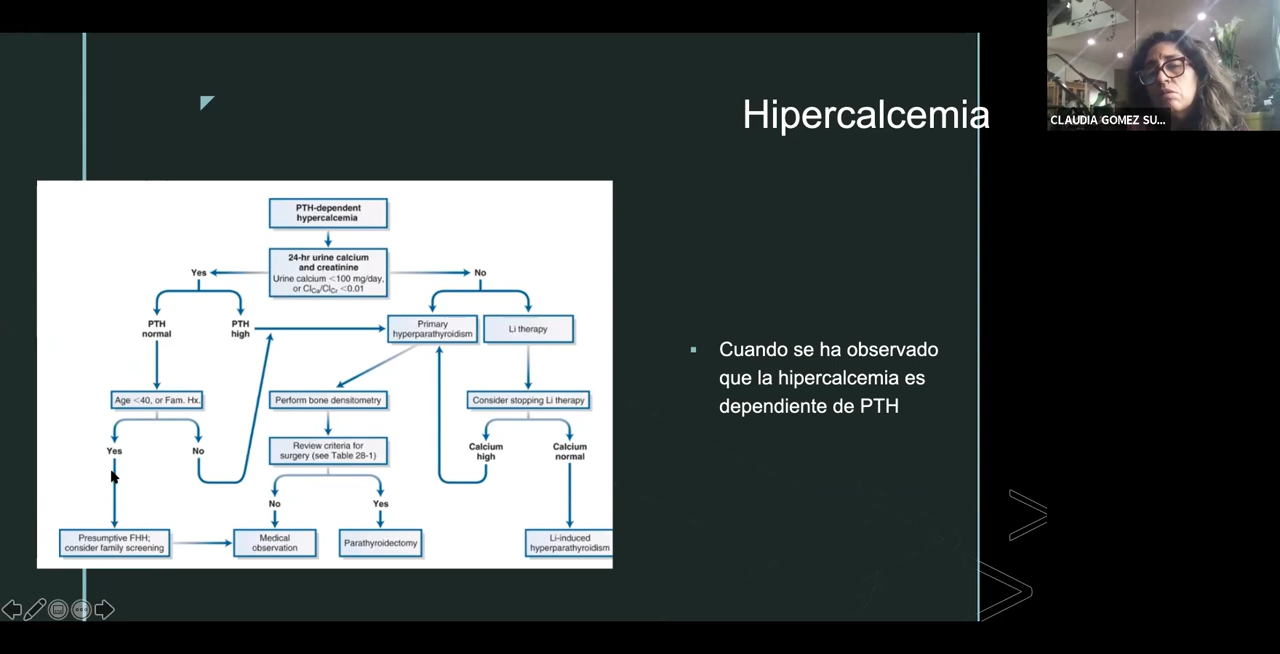 Hipercalcemia
CLAUDIA GOMEZ SU...
PTH-dependent
hypercalcemia
24-hr urine calcium
and creatinine
Urine calcium <100 mg/day,
or ClCa/ClCr <0.01
Yes
No
PTH
normal
PTH
high
Primary
hyperparathyroidism
Li therapy
Age <40, or Fam. Hx.
Perform bone densitometry
Consider stopping Li therapy
Yes
No
Review criteria for
surgery (see Table 28-1)
Calcium
high
Calcium
normal
No
Yes
Presumptive FHH;
consider family screening
Medical
observation
Parathyroidectomy
Li-induced
hyperparathyroidism
Cuando se ha observado
que la hipercalcemia es
dependiente de PTH